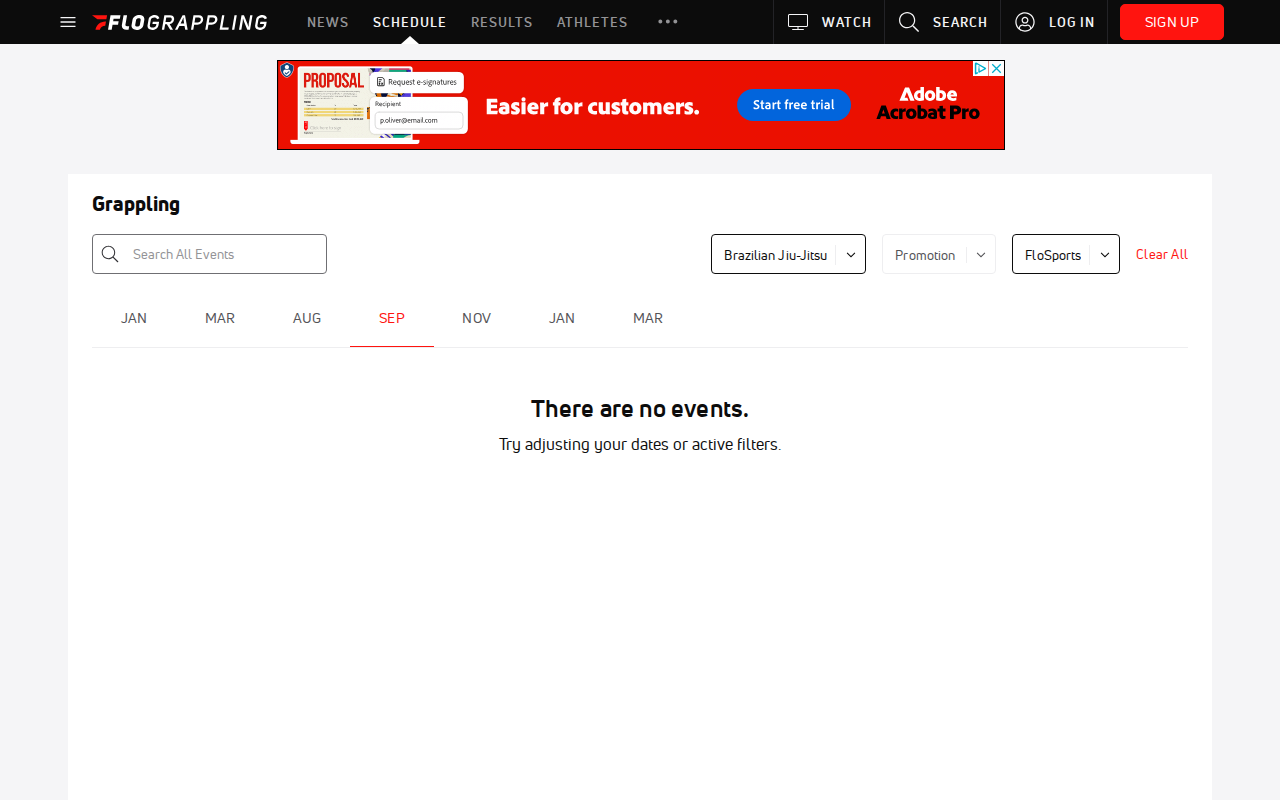 FLOGRAPPLING
NEWS
SCHEDULE
RESULTS
ATHLETES
WATCH
SEARCH
LOG IN
SIGN UP
PROPOSAL
Request e-signatures
Recipient
p.oliver@email.com
Easier for customers.
Start free trial
Adobe
Acrobat Pro
Grappling
Search All Events
Brazilian Jiu-Jitsu
Promotion
FloSports
Clear All
JAN
MAR
AUG
SEP
NOV
JAN
MAR
There are no events.
Try adjusting your dates or active filters.